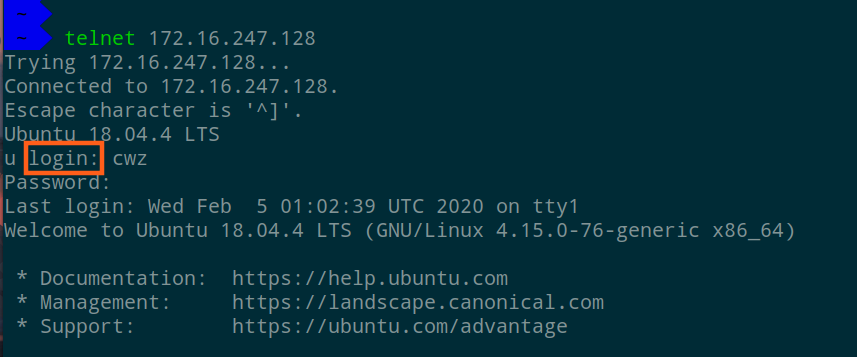 ~
~ telnet 172.16.247.128
Trying 172.16.247.128...
Connected to 172.16.247.128.
Escape character is '^]'.
Ubuntu 18.04.4 LTS
u login: cwz
Password:
Last login: Wed Feb  5 01:02:39 UTC 2020 on tty1
Welcome to Ubuntu 18.04.4 LTS (GNU/Linux 4.15.0-76-generic x86_64)
* Documentation:  https://help.ubuntu.com
* Management:     https://landscape.canonical.com
* Support:        https://ubuntu.com/advantage